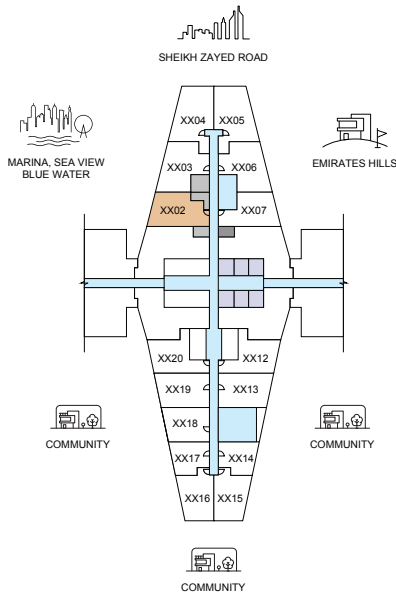 SHEIKH ZAYED ROAD
XX04 XX05
MARINA, SEA VIEW
BLUE WATER
XX03 XX06
EMIRATES HILLS
XX02 XX07
XX20 XX12
XX19 XX13
XX18
COMMUNITY
COMMUNITY
XX17 XX14
XX16 XX15
COMMUNITY